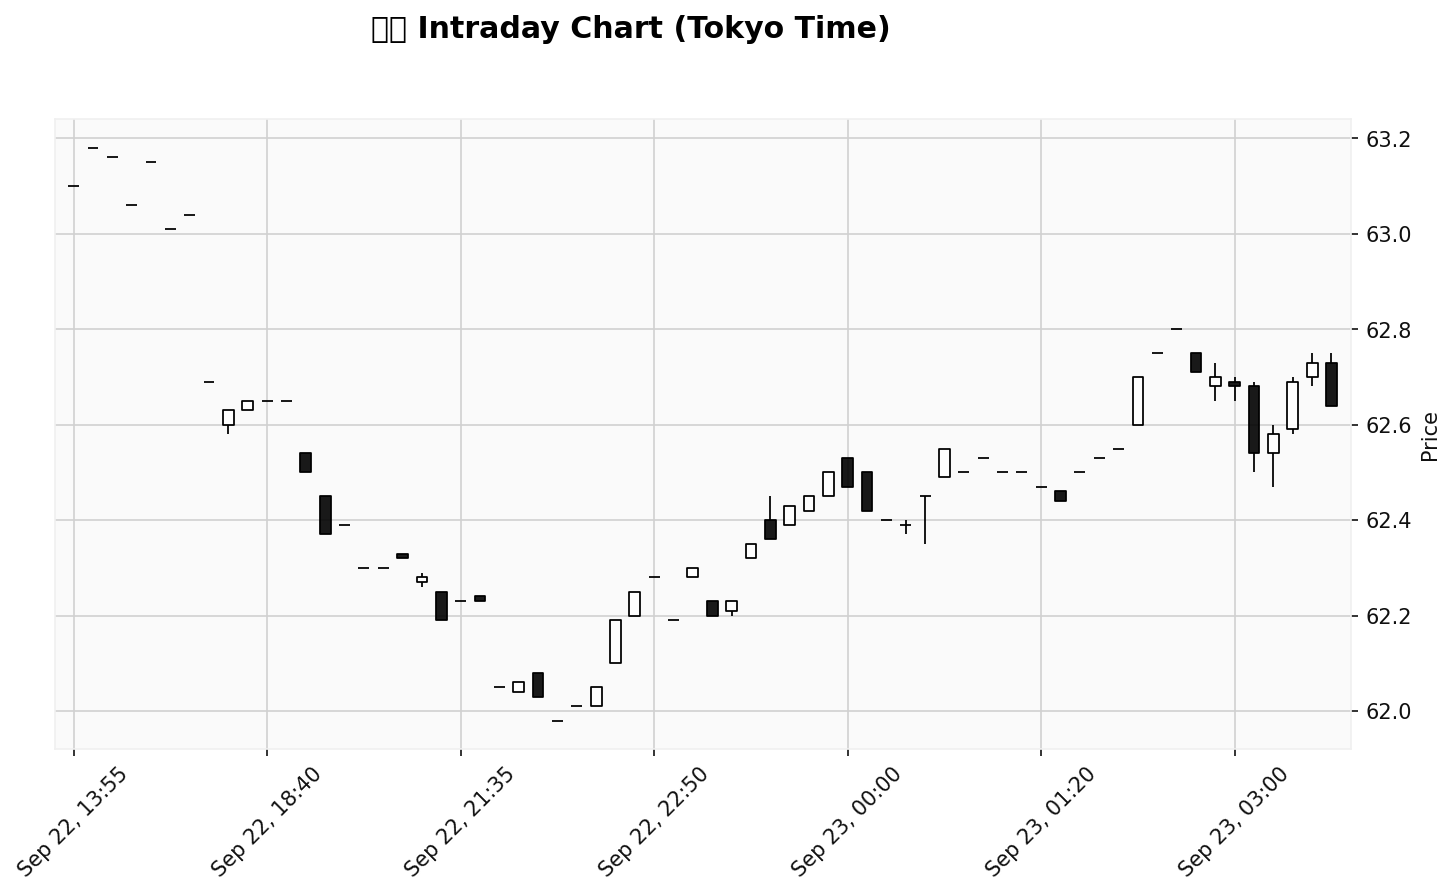 Intraday Chart (Tokyo Time)
63.2
63.0
62.8
62.6
62.4
62.2
62.0
Price
Sep 22, 13:55
Sep 22, 18:40
Sep 22, 21:35
Sep 22, 22:50
Sep 23, 00:00
Sep 23, 01:20
Sep 23, 03:00